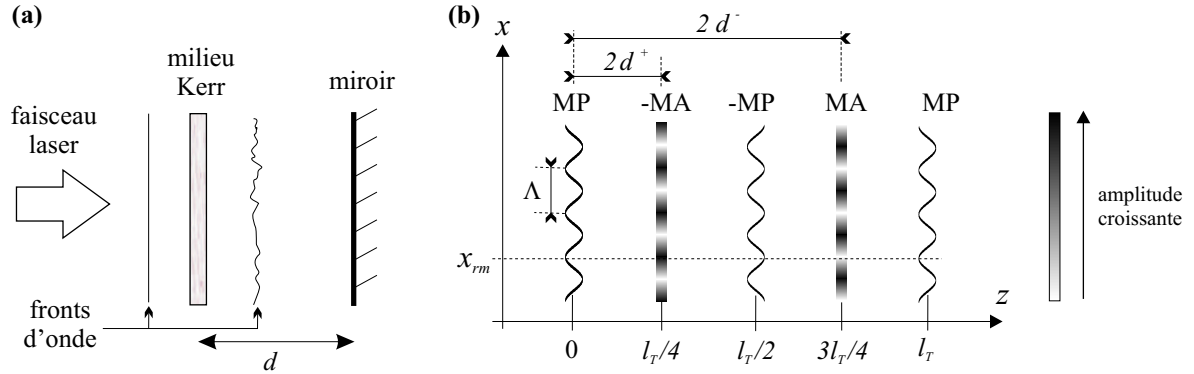 (a)
milieu
Kerr
miroir
faisceau
laser
fronts
d'onde
d
(b)
x
2 d⁻
2 d⁺
MP
-MA
-MP
MA
MP
Λ
x_rm
z
0
l_T/4
l_T/2
3l_T/4
l_T
amplitude
croissante